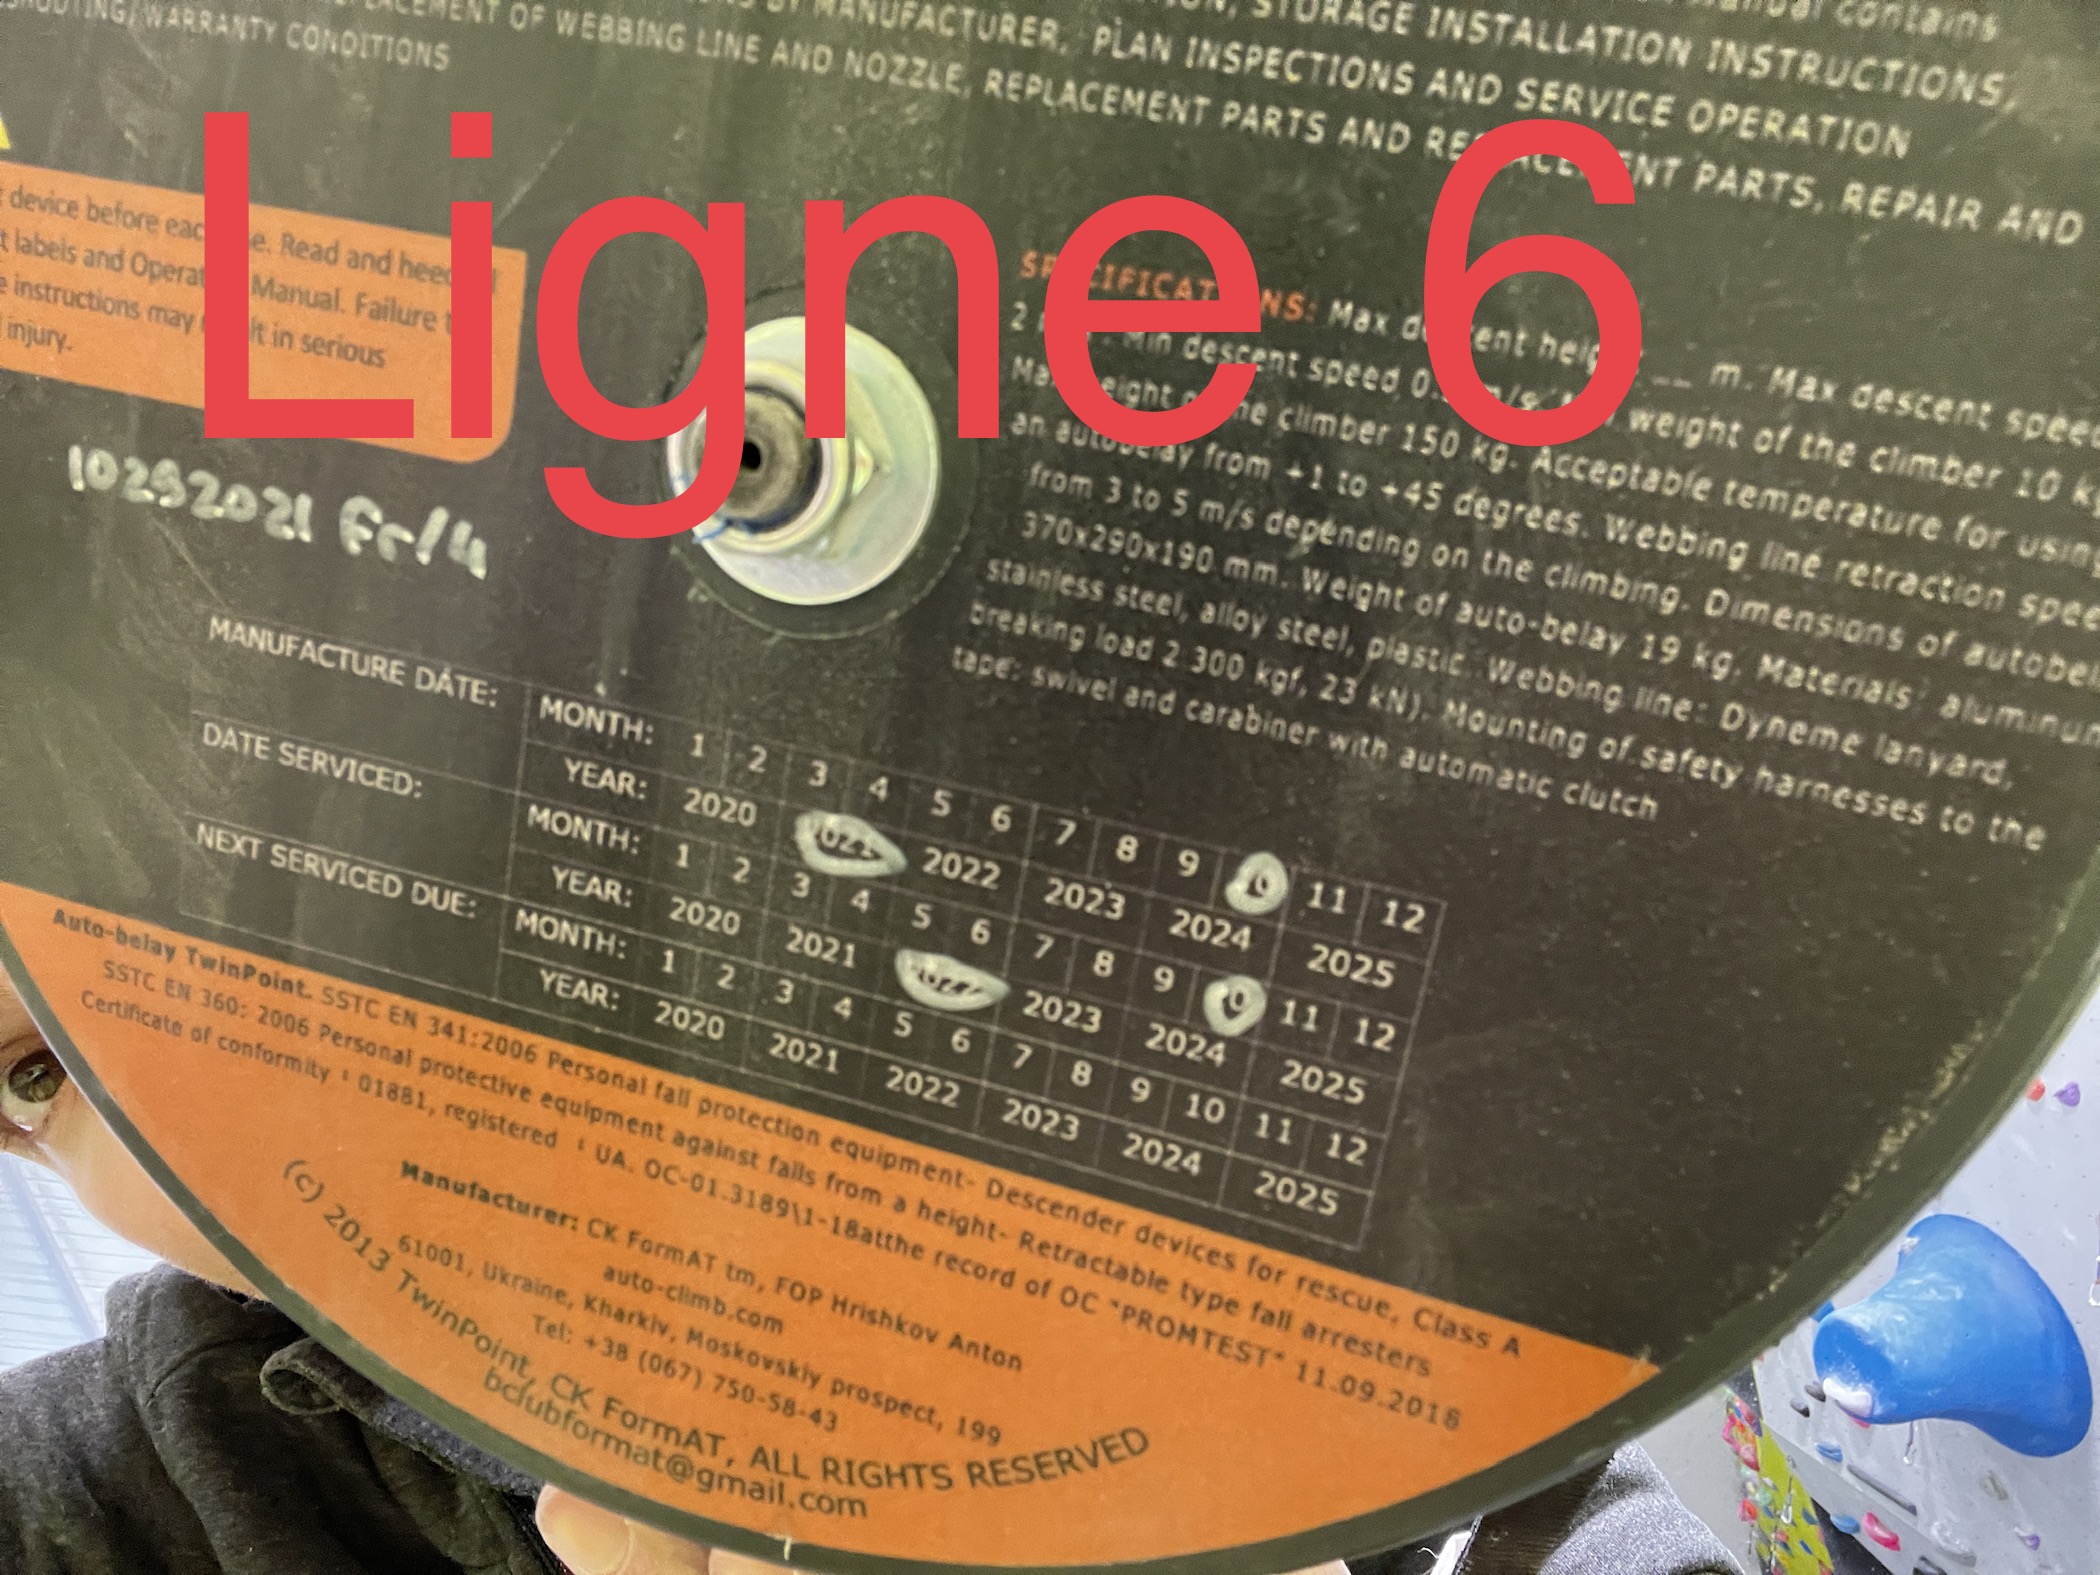 manual contains
STORAGE INSTALLATION INSTRUCTIONS,
MANUFACTURER, PLAN INSPECTIONS AND SERVICE OPERATION
OF WEBBING LINE AND NOZZLE, REPLACEMENT PARTS AND PARTS, REPAIR AND
WARRANTY CONDITIONS
Ligne 6
device before
Read and
labels and
Manual. Failure
instructions may
in serious
injury.
10292021 Fr/4
Max
m. Max descent speed
2
Min descent speed
weight of the climber 10
climber 150 kg. Acceptable temperature for using
an autobelay from +1 to +45 degrees. Webbing line retraction speed
from 3 to 5 m/s depending on the climbing. Dimensions of
370x290x190 mm. Weight of auto-belay 19 kg. Materials: aluminum
stainless steel, alloy steel, plastic. Webbing line: Dyneme lanyard,
breaking load 2 300 kgf, 23 kN). Mounting of safety harnesses to the
tape: swivel and carabiner with automatic clutch
MANUFACTURE DATE: MONTH: 1 2 3 4 5 6 7 8 9 10 11 12
YEAR: 2020 2021 2022 2023 2024 2025
DATE SERVICED: MONTH: 1 2 3 4 5 6 7 8 9 10 11 12
YEAR: 2020 2021 2022 2023 2024 2025
NEXT SERVICED DUE: MONTH: 1 2 3 4 5 6 7 8 9 10 11 12
YEAR: 2020 2021 2022 2023 2024 2025
Auto-belay TwinPoint. SSTC EN 341:2006 Personal fall protection equipment- Descender devices for rescue, Class A
SSTC EN 360: 2006 Personal protective equipment against falls from a height- Retractable type fall arresters
Certificate of conformity : 01881, registered : UA. OC-01.3189\1-18atthe record of OC "PROMTEST" 11.09.2018
Manufacturer: CK FormAT tm, FOP Hrishkov Anton
auto-climb.com
61001, Ukraine, Kharkiv, Moskovskiy prospect, 199
Tel: +38 (067) 750-58-43
(c) 2013 TwinPoint, CK FormAT, ALL RIGHTS RESERVED
bclubformat@gmail.com